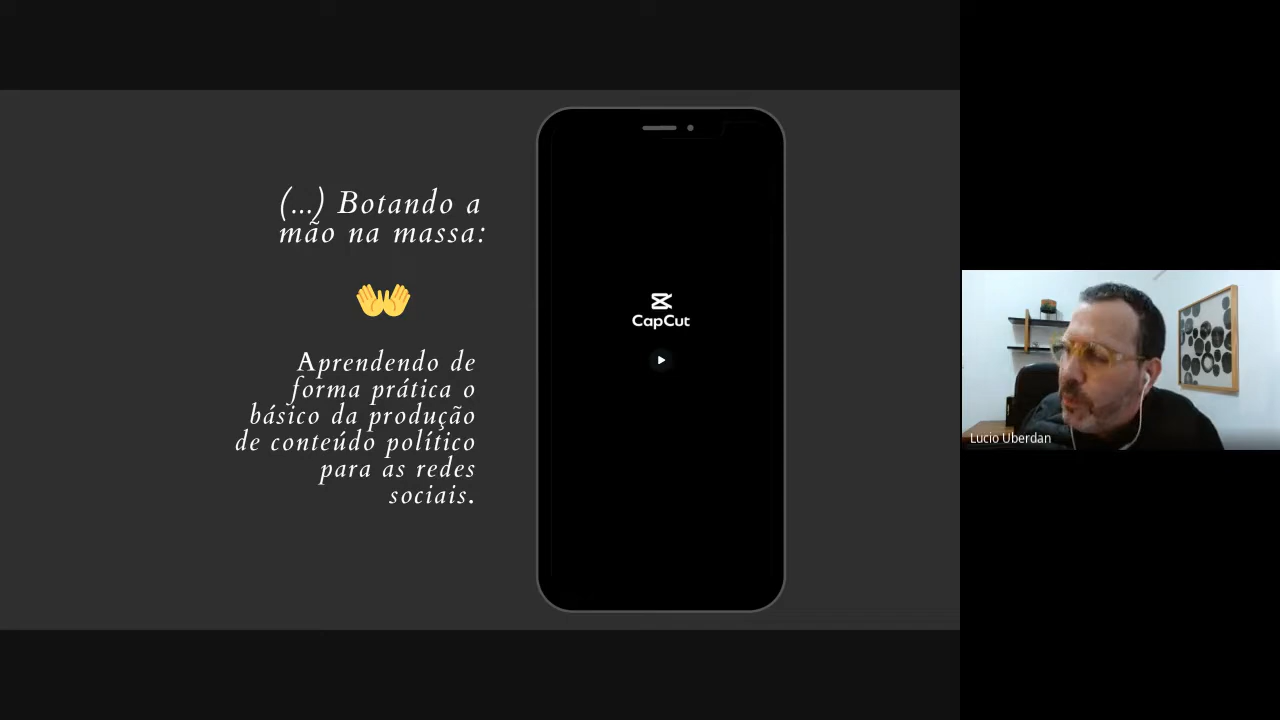 (...) Botando a
mão na massa:
Aprendendo de
forma prática o
básico da produção
de conteúdo político
para as redes
sociais.
CapCut
Lucio Uberdan